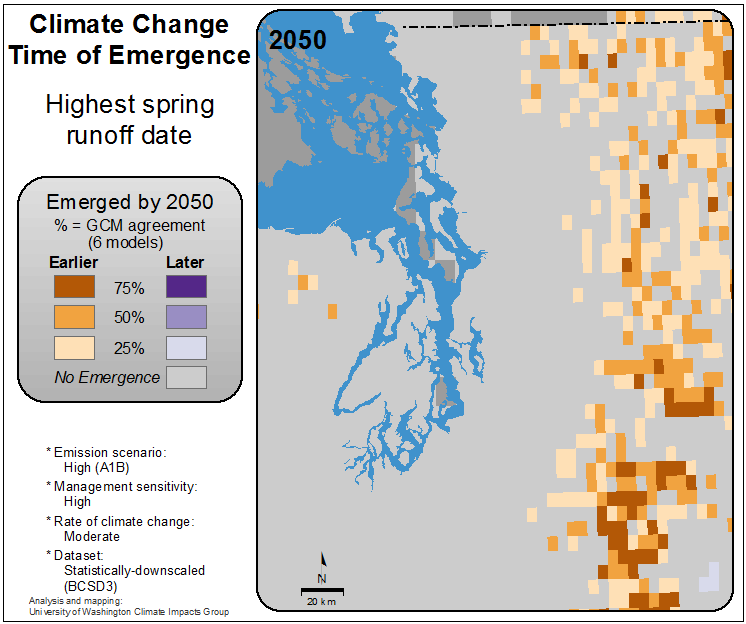 Climate Change
Time of Emergence
Highest spring
runoff date
Emerged by 2050
% = GCM agreement
(6 models)
Earlier Later
75%
50%
25%
No Emergence
* Emission scenario:
High (A1B)
* Management sensitivity:
High
* Rate of climate change:
Moderate
* Dataset:
Statistically-downscaled
(BCSD3)
Analysis and mapping:
University of Washington Climate Impacts Group
2050
N
20 km